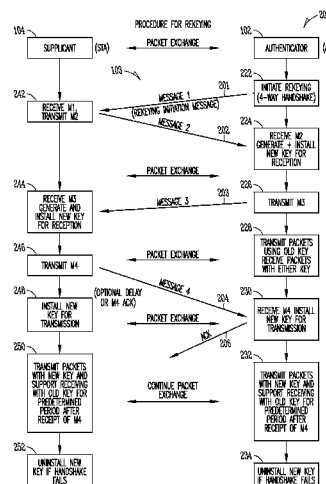 PROCEDURE FOR REKEYING
104
SUPPLICANT
(STA)
PACKET EXCHANGE
102
AUTHENTICATOR
103
222
INITIATE REKEYING
(4-WAY HANDSHAKE)
201
MESSAGE 1
(REKEYING INITIATION MESSAGE)
242
RECEIVE M1,
TRANSMIT M2
MESSAGE 2
202
224
RECEIVE M2
GENERATE + INSTALL
NEW KEY FOR
RECEPTION
PACKET EXCHANGE
244
RECEIVE M3
GENERATE AND
INSTALL NEW KEY
FOR RECEPTION
203
MESSAGE 3
226
TRANSMIT M3
228
TRANSMIT PACKETS
USING OLD KEY
RECEIVE PACKETS
WITH EITHER KEY
246
TRANSMIT M4
PACKET EXCHANGE
MESSAGE 4
204
248
INSTALL NEW
KEY FOR
TRANSMISSION
(OPTIONAL DELAY
OR M4 ACK)
PACKET EXCHANGE
230
RECEIVE M4 INSTALL
NEW KEY FOR
TRANSMISSION
ACK
250
TRANSMIT PACKETS
WITH NEW KEY AND
SUPPORT RECEIVING
WITH OLD KEY FOR
PREDETERMINED
PERIOD AFTER
RECEIPT OF M4
CONTINUE PACKET
EXCHANGE
232
TRANSMIT PACKETS
WITH NEW KEY AND
SUPPORT RECEIVING
WITH OLD KEY FOR
PREDETERMINED
PERIOD AFTER
RECEIPT OF M4
252
UNINSTALL NEW
KEY IF HANDSHAKE
FAILS
234
UNINSTALL NEW
KEY IF HANDSHAKE
FAILS